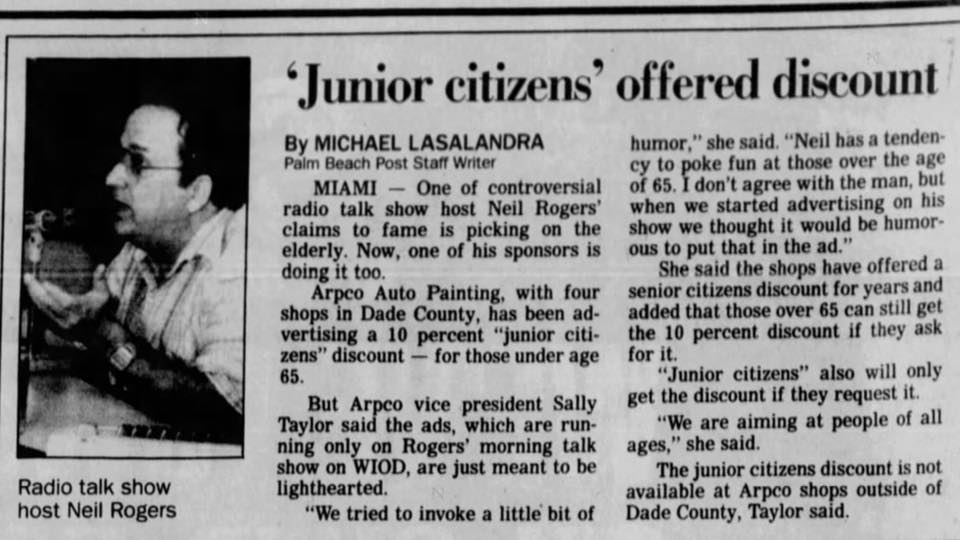 'Junior citizens' offered discount
By MICHAEL LASALANDRA
Palm Beach Post Staff Writer
MIAMI — One of controversial
radio talk show host Neil Rogers'
claims to fame is picking on the
elderly. Now, one of his sponsors is
doing it too.
Arpco Auto Painting, with four
shops in Dade County, has been ad-
vertising a 10 percent "junior citi-
zens" discount — for those under age
65.
But Arpco vice president Sally
Taylor said the ads, which are run-
ning only on Rogers' morning talk
show on WIOD, are just meant to be
lighthearted.
"We tried to invoke a little bit of
humor," she said. "Neil has a tenden-
cy to poke fun at those over the age
of 65. I don't agree with the man, but
when we started advertising on his
show we thought it would be humor-
ous to put that in the ad."
She said the shops have offered a
senior citizens discount for years and
added that those over 65 can still get
the 10 percent discount if they ask
for it.
"Junior citizens" also will only
get the discount if they request it.
"We are aiming at people of all
ages," she said.
The junior citizens discount is not
available at Arpco shops outside of
Dade County, Taylor said.
Radio talk show
host Neil Rogers